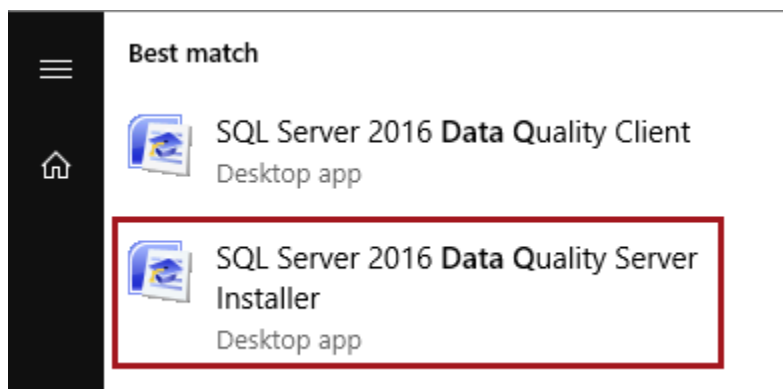 Best match
SQL Server 2016 Data Quality Client
Desktop app
SQL Server 2016 Data Quality Server
Installer
Desktop app